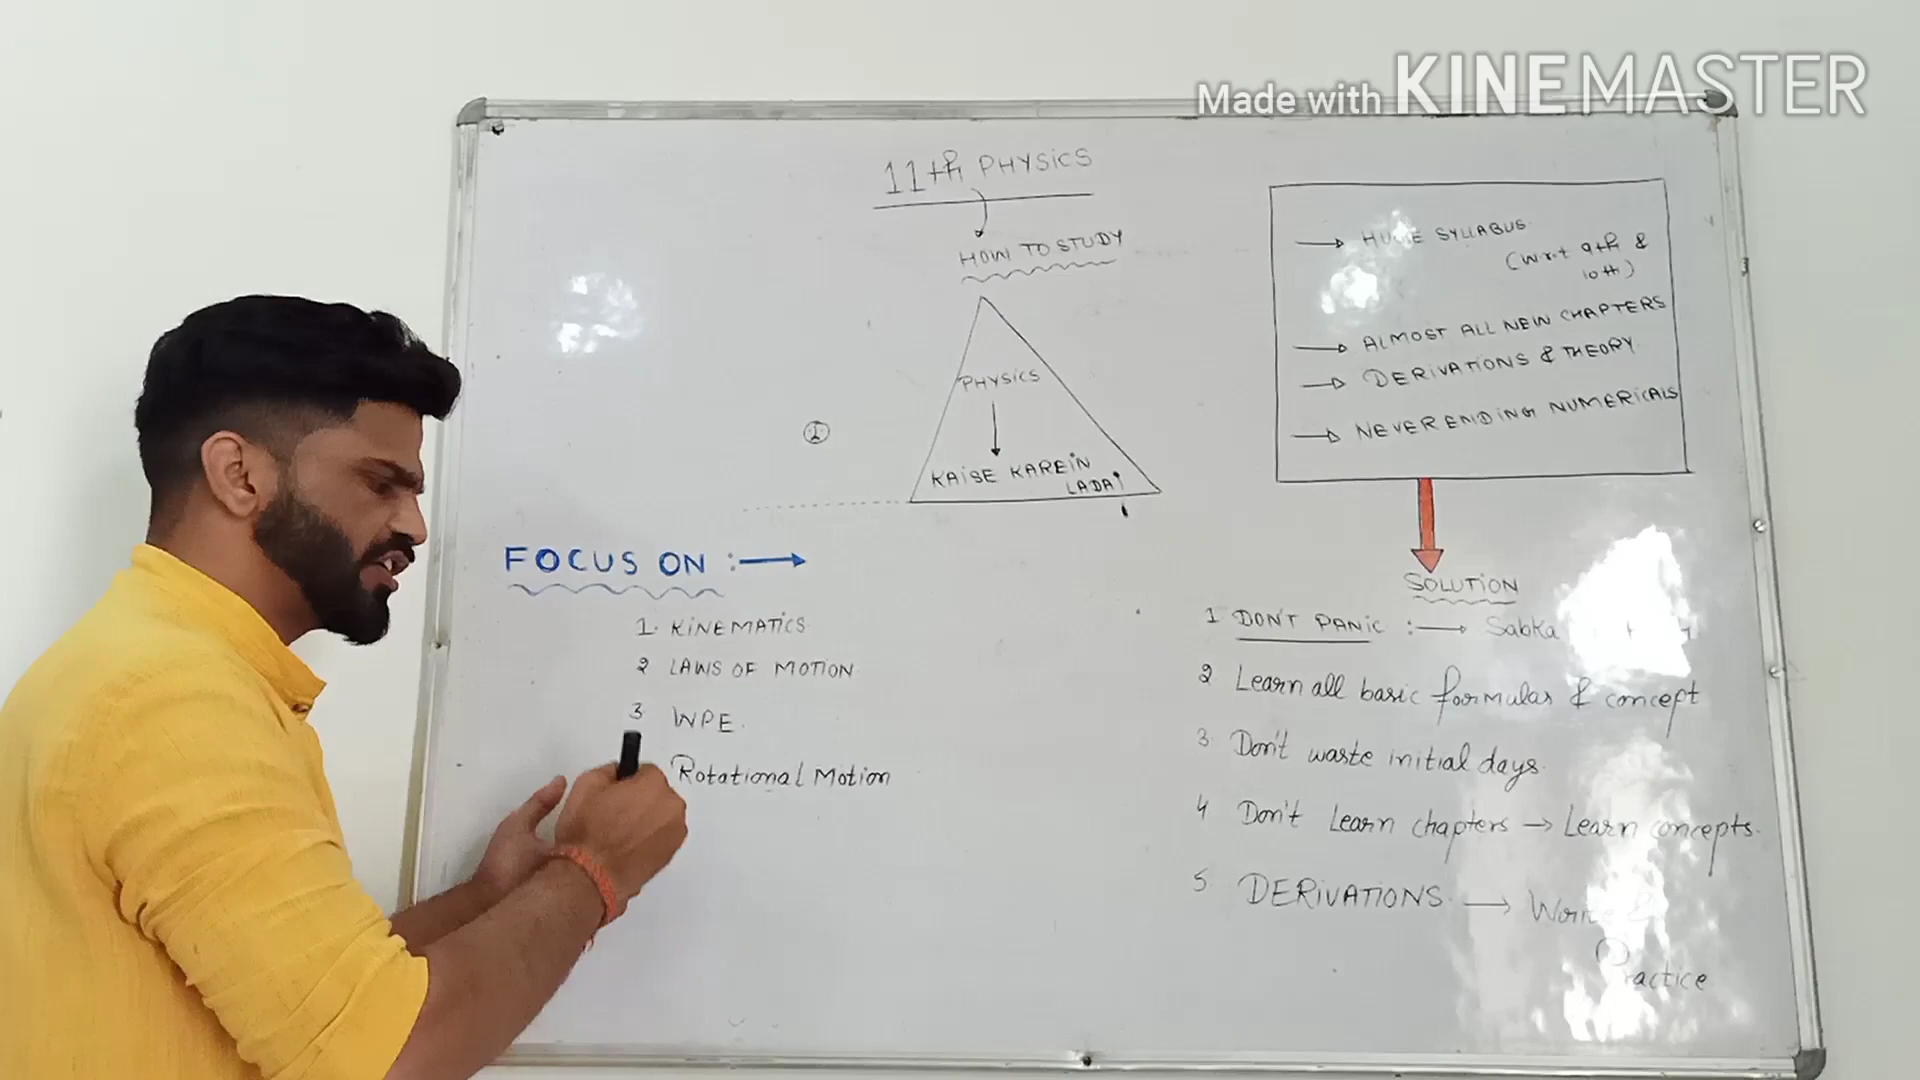 Made with KINEMASTER
11th PHYSICS
HOW TO STUDY
PHYSICS
KAISE KAREIN
LADAI
1
HUGE SYLLABUS
(w.r.t 9th &
10th)
ALMOST ALL NEW CHAPTERS
DERIVATIONS & THEORY
NEVER ENDING NUMERICALS
FOCUS ON :→
1. KINEMATICS
2 LAWS OF MOTION
3 WPE.
Rotational Motion
SOLUTION
1 DON'T PANIC :→ Sabka
2 Learn all basic formulas & concept
3 Don't waste initial days.
4 Don't Learn chapters → Learn concepts.
5 DERIVATIONS → Write &
Practice